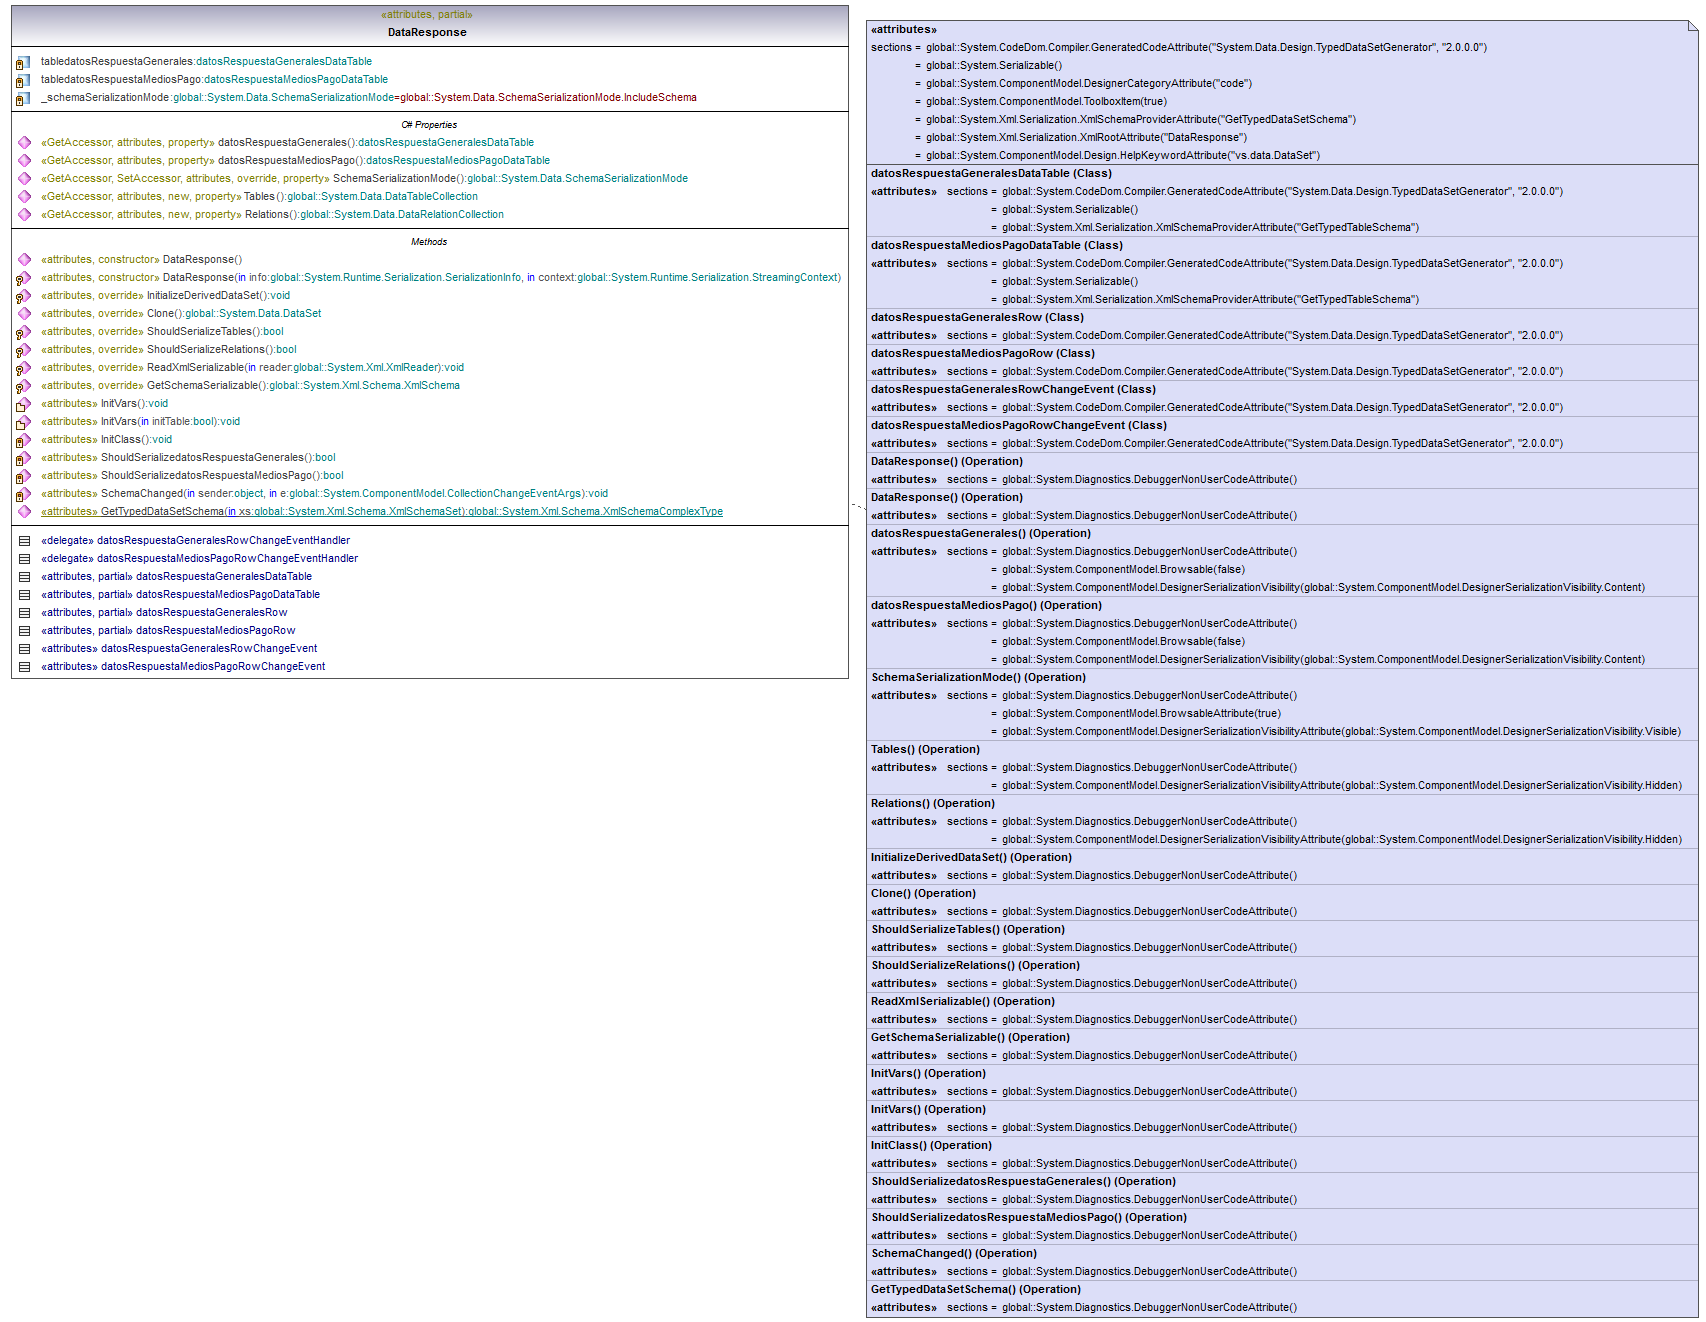 «attributes, partial»
DataResponse
tabledatosRespuestaGenerales:datosRespuestaGeneralesDataTable
tabledatosRespuestaMediosPago:datosRespuestaMediosPagoDataTable
_schemaSerializationMode:global::System.Data.SchemaSerializationMode=global::System.Data.SchemaSerializationMode.IncludeSchema
C# Properties
«GetAccessor, attributes, property» datosRespuestaGenerales():datosRespuestaGeneralesDataTable
«GetAccessor, attributes, property» datosRespuestaMediosPago():datosRespuestaMediosPagoDataTable
«GetAccessor, SetAccessor, attributes, override, property» SchemaSerializationMode():global::System.Data.SchemaSerializationMode
«GetAccessor, attributes, new, property» Tables():global::System.Data.DataTableCollection
«GetAccessor, attributes, new, property» Relations():global::System.Data.DataRelationCollection
Methods
«attributes, constructor» DataResponse()
«attributes, constructor» DataResponse(in info:global::System.Runtime.Serialization.SerializationInfo, in context:global::System.Runtime.Serialization.StreamingContext)
«attributes, override» InitializeDerivedDataSet():void
«attributes, override» Clone():global::System.Data.DataSet
«attributes, override» ShouldSerializeTables():bool
«attributes, override» ShouldSerializeRelations():bool
«attributes, override» ReadXmlSerializable(in reader:global::System.Xml.XmlReader):void
«attributes, override» GetSchemaSerializable():global::System.Xml.Schema.XmlSchema
«attributes» InitVars():void
«attributes» InitVars(in initTable:bool):void
«attributes» InitClass():void
«attributes» ShouldSerializedatosRespuestaGenerales():bool
«attributes» ShouldSerializedatosRespuestaMediosPago():bool
«attributes» SchemaChanged(in sender:object, in e:global::System.ComponentModel.CollectionChangeEventArgs):void
«attributes» GetTypedDataSetSchema(in xs:global::System.Xml.Schema.XmlSchemaSet):global::System.Xml.Schema.XmlSchemaComplexType
«delegate» datosRespuestaGeneralesRowChangeEventHandler
«delegate» datosRespuestaMediosPagoRowChangeEventHandler
«attributes, partial» datosRespuestaGeneralesDataTable
«attributes, partial» datosRespuestaMediosPagoDataTable
«attributes, partial» datosRespuestaGeneralesRow
«attributes, partial» datosRespuestaMediosPagoRow
«attributes» datosRespuestaGeneralesRowChangeEvent
«attributes» datosRespuestaMediosPagoRowChangeEvent
«attributes»
sections = global::System.CodeDom.Compiler.GeneratedCodeAttribute("System.Data.Design.TypedDataSetGenerator", "2.0.0.0")
= global::System.Serializable()
= global::System.ComponentModel.DesignerCategoryAttribute("code")
= global::System.ComponentModel.ToolboxItem(true)
= global::System.Xml.Serialization.XmlSchemaProviderAttribute("GetTypedDataSetSchema")
= global::System.Xml.Serialization.XmlRootAttribute("DataResponse")
= global::System.ComponentModel.Design.HelpKeywordAttribute("vs.data.DataSet")
datosRespuestaGeneralesDataTable (Class)
«attributes» sections = global::System.CodeDom.Compiler.GeneratedCodeAttribute("System.Data.Design.TypedDataSetGenerator", "2.0.0.0")
= global::System.Serializable()
= global::System.Xml.Serialization.XmlSchemaProviderAttribute("GetTypedTableSchema")
datosRespuestaMediosPagoDataTable (Class)
«attributes» sections = global::System.CodeDom.Compiler.GeneratedCodeAttribute("System.Data.Design.TypedDataSetGenerator", "2.0.0.0")
= global::System.Serializable()
= global::System.Xml.Serialization.XmlSchemaProviderAttribute("GetTypedTableSchema")
datosRespuestaGeneralesRow (Class)
«attributes» sections = global::System.CodeDom.Compiler.GeneratedCodeAttribute("System.Data.Design.TypedDataSetGenerator", "2.0.0.0")
datosRespuestaMediosPagoRow (Class)
«attributes» sections = global::System.CodeDom.Compiler.GeneratedCodeAttribute("System.Data.Design.TypedDataSetGenerator", "2.0.0.0")
datosRespuestaGeneralesRowChangeEvent (Class)
«attributes» sections = global::System.CodeDom.Compiler.GeneratedCodeAttribute("System.Data.Design.TypedDataSetGenerator", "2.0.0.0")
datosRespuestaMediosPagoRowChangeEvent (Class)
«attributes» sections = global::System.CodeDom.Compiler.GeneratedCodeAttribute("System.Data.Design.TypedDataSetGenerator", "2.0.0.0")
DataResponse() (Operation)
«attributes» sections = global::System.Diagnostics.DebuggerNonUserCodeAttribute()
DataResponse() (Operation)
«attributes» sections = global::System.Diagnostics.DebuggerNonUserCodeAttribute()
datosRespuestaGenerales() (Operation)
«attributes» sections = global::System.Diagnostics.DebuggerNonUserCodeAttribute()
= global::System.ComponentModel.Browsable(false)
= global::System.ComponentModel.DesignerSerializationVisibility(global::System.ComponentModel.DesignerSerializationVisibility.Content)
datosRespuestaMediosPago() (Operation)
«attributes» sections = global::System.Diagnostics.DebuggerNonUserCodeAttribute()
= global::System.ComponentModel.Browsable(false)
= global::System.ComponentModel.DesignerSerializationVisibility(global::System.ComponentModel.DesignerSerializationVisibility.Content)
SchemaSerializationMode() (Operation)
«attributes» sections = global::System.Diagnostics.DebuggerNonUserCodeAttribute()
= global::System.ComponentModel.BrowsableAttribute(true)
= global::System.ComponentModel.DesignerSerializationVisibilityAttribute(global::System.ComponentModel.DesignerSerializationVisibility.Visible)
Tables() (Operation)
«attributes» sections = global::System.Diagnostics.DebuggerNonUserCodeAttribute()
= global::System.ComponentModel.DesignerSerializationVisibilityAttribute(global::System.ComponentModel.DesignerSerializationVisibility.Hidden)
Relations() (Operation)
«attributes» sections = global::System.Diagnostics.DebuggerNonUserCodeAttribute()
= global::System.ComponentModel.DesignerSerializationVisibilityAttribute(global::System.ComponentModel.DesignerSerializationVisibility.Hidden)
InitializeDerivedDataSet() (Operation)
«attributes» sections = global::System.Diagnostics.DebuggerNonUserCodeAttribute()
Clone() (Operation)
«attributes» sections = global::System.Diagnostics.DebuggerNonUserCodeAttribute()
ShouldSerializeTables() (Operation)
«attributes» sections = global::System.Diagnostics.DebuggerNonUserCodeAttribute()
ShouldSerializeRelations() (Operation)
«attributes» sections = global::System.Diagnostics.DebuggerNonUserCodeAttribute()
ReadXmlSerializable() (Operation)
«attributes» sections = global::System.Diagnostics.DebuggerNonUserCodeAttribute()
GetSchemaSerializable() (Operation)
«attributes» sections = global::System.Diagnostics.DebuggerNonUserCodeAttribute()
InitVars() (Operation)
«attributes» sections = global::System.Diagnostics.DebuggerNonUserCodeAttribute()
InitVars() (Operation)
«attributes» sections = global::System.Diagnostics.DebuggerNonUserCodeAttribute()
InitClass() (Operation)
«attributes» sections = global::System.Diagnostics.DebuggerNonUserCodeAttribute()
ShouldSerializedatosRespuestaGenerales() (Operation)
«attributes» sections = global::System.Diagnostics.DebuggerNonUserCodeAttribute()
ShouldSerializedatosRespuestaMediosPago() (Operation)
«attributes» sections = global::System.Diagnostics.DebuggerNonUserCodeAttribute()
SchemaChanged() (Operation)
«attributes» sections = global::System.Diagnostics.DebuggerNonUserCodeAttribute()
GetTypedDataSetSchema() (Operation)
«attributes» sections = global::System.Diagnostics.DebuggerNonUserCodeAttribute()